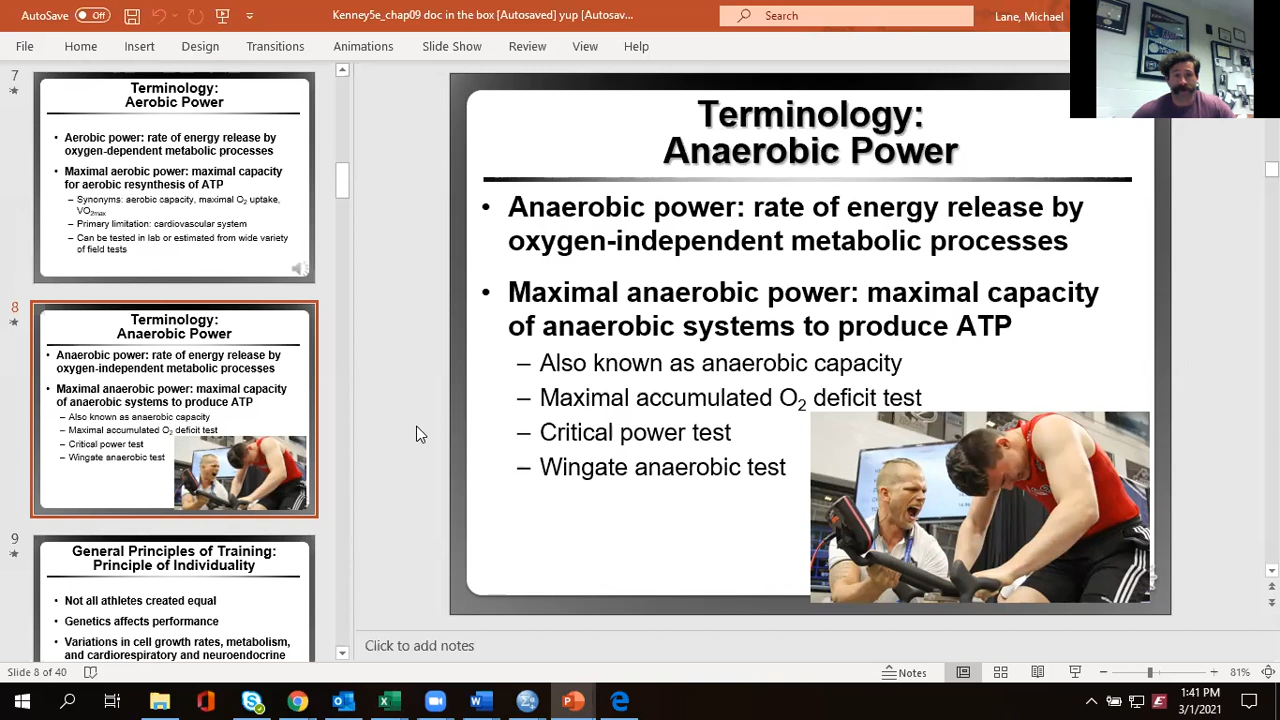 AutoSave Off
Kenney5e_chap09 doc in the box [Autosaved] yup [Autosav...
Search
Lane, Michael
File Home Insert Design Transitions Animations Slide Show Review View Help
7
Terminology:
Aerobic Power
• Aerobic power: rate of energy release by
oxygen-dependent metabolic processes
• Maximal aerobic power: maximal capacity
for aerobic resynthesis of ATP
– Synonyms: aerobic capacity, maximal O2 uptake,
VO2max
– Primary limitation: cardiovascular system
– Can be tested in lab or estimated from wide variety
of field tests
8
Terminology:
Anaerobic Power
• Anaerobic power: rate of energy release by
oxygen-independent metabolic processes
• Maximal anaerobic power: maximal capacity
of anaerobic systems to produce ATP
– Also known as anaerobic capacity
– Maximal accumulated O2 deficit test
– Critical power test
– Wingate anaerobic test
9
General Principles of Training:
Principle of Individuality
• Not all athletes created equal
• Genetics affects performance
• Variations in cell growth rates, metabolism,
and cardiorespiratory and neuroendocrine
Terminology:
Anaerobic Power
• Anaerobic power: rate of energy release by
oxygen-independent metabolic processes
• Maximal anaerobic power: maximal capacity
of anaerobic systems to produce ATP
– Also known as anaerobic capacity
– Maximal accumulated O2 deficit test
– Critical power test
– Wingate anaerobic test
Click to add notes
Slide 8 of 40
Notes
81%
1:41 PM
3/1/2021